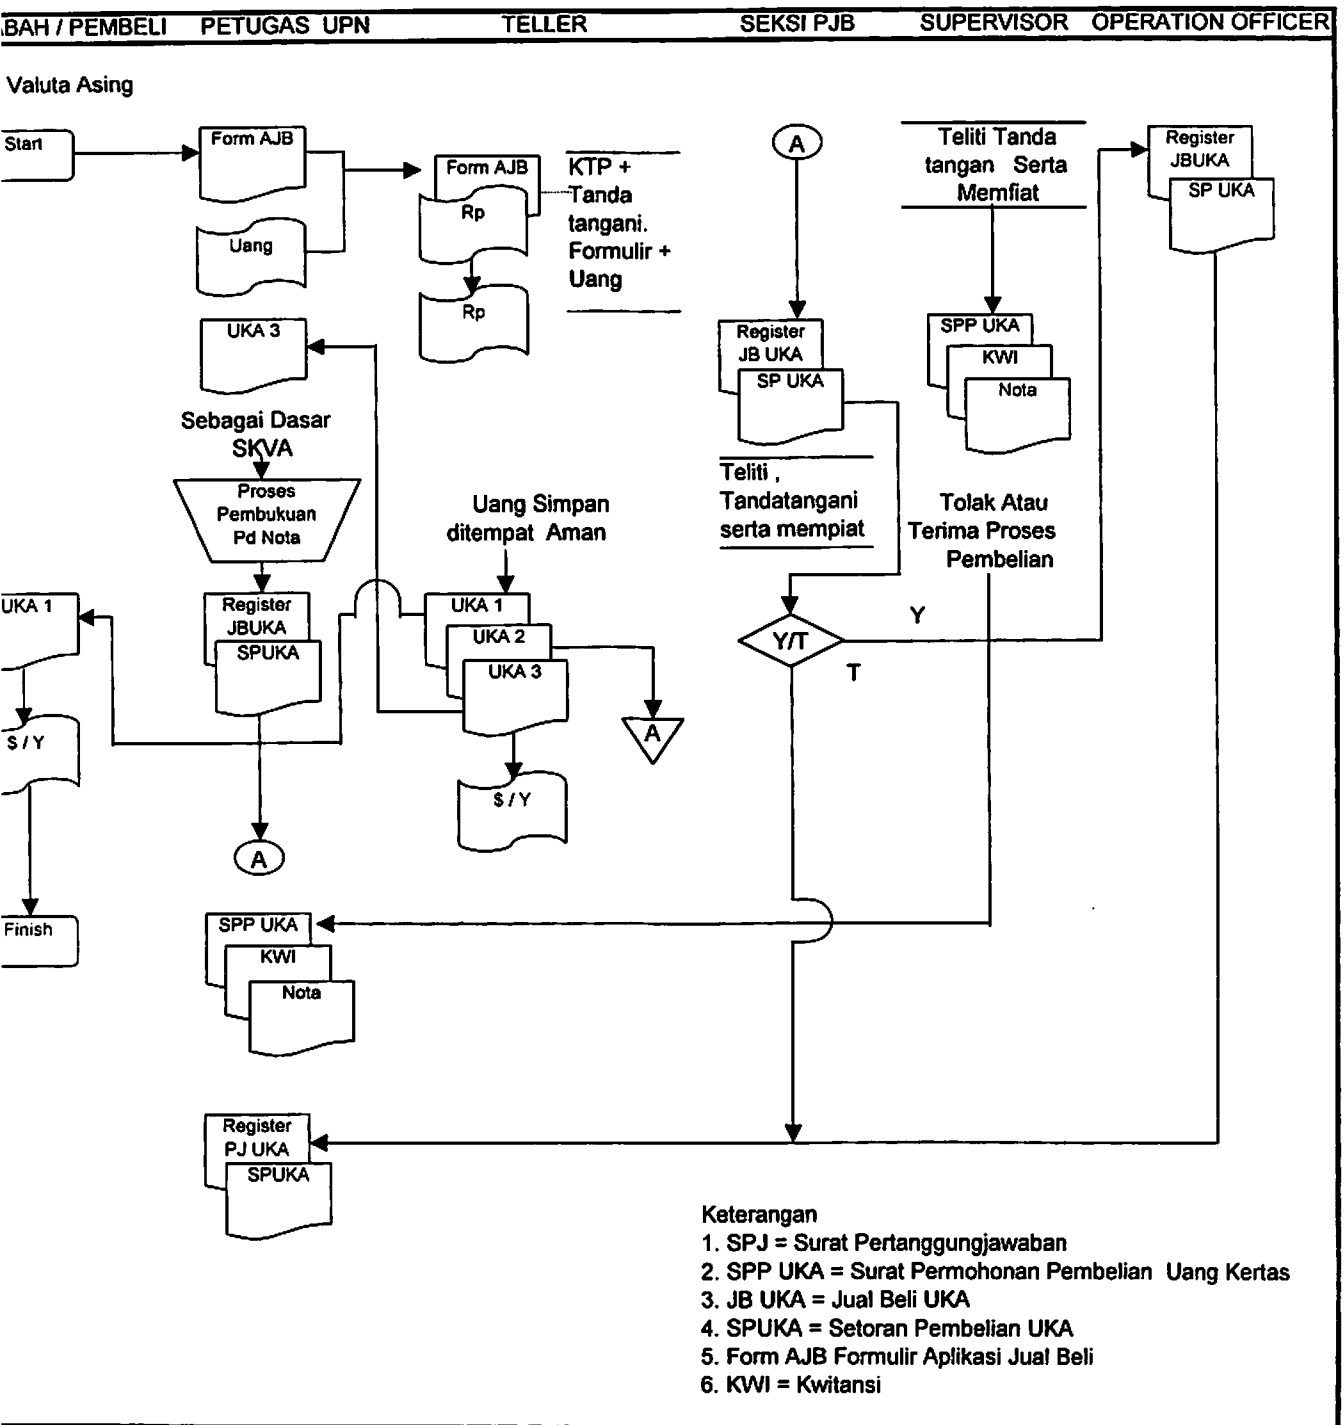 ABAH / PEMBELI PETUGAS UPN TELLER SEKSI PJB SUPERVISOR OPERATION OFFICER
Valuta Asing
Start
Form AJB
Uang
Form AJB
Rp
Rp
KTP +
Tanda
tangani.
Formulir +
Uang
A
Teliti Tanda
tangan Serta
Memfiat
Register
JBUKA
SP UKA
UKA 3
Register
JB UKA
SP UKA
SPP UKA
KWI
Nota
Sebagai Dasar
SKVA
Proses
Pembukuan
Pd Nota
Uang Simpan
ditempat Aman
Teliti ,
Tandatangani
serta mempiat
Tolak Atau
Terima Proses
Pembelian
UKA 1
Register
JBUKA
SPUKA
UKA 1
UKA 2
UKA 3
A
Y/T
Y
T
$ / Y
$ / Y
A
Finish
SPP UKA
KWI
Nota
Register
PJ UKA
SPUKA
Keterangan
1. SPJ = Surat Pertanggungjawaban
2. SPP UKA = Surat Permohonan Pembelian Uang Kertas
3. JB UKA = Jual Beli UKA
4. SPUKA = Setoran Pembelian UKA
5. Form AJB Formulir Aplikasi Jual Beli
6. KWI = Kwitansi